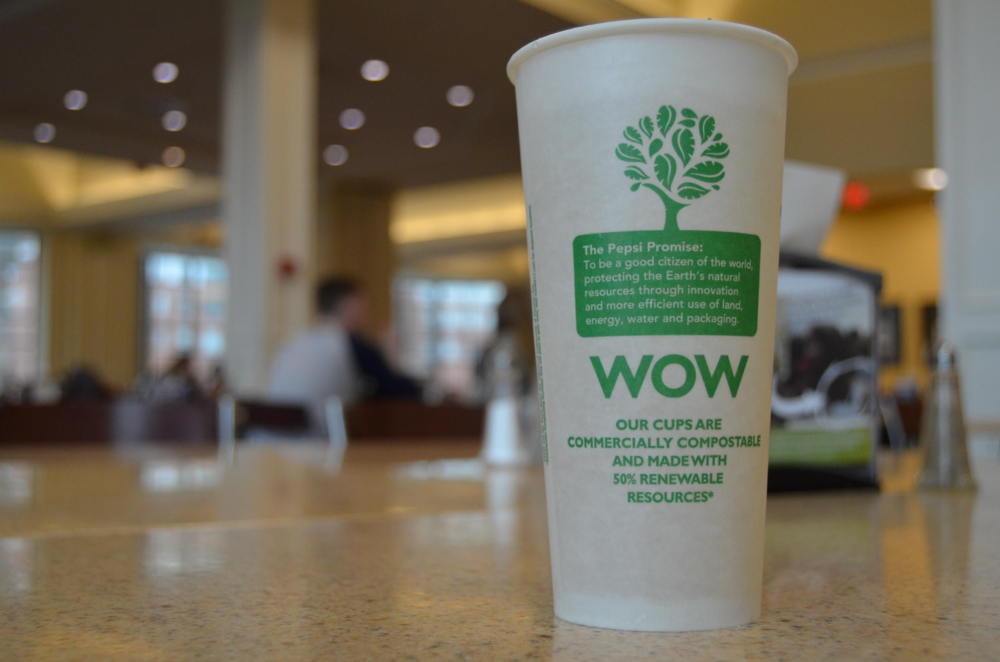 The Pepsi Promise:
To be a good citizen of the world,
protecting the Earth's natural
resources through innovation
and more efficient use of land,
energy, water and packaging.
WOW
OUR CUPS ARE
COMMERCIALLY COMPOSTABLE
AND MADE WITH
50% RENEWABLE
RESOURCES*